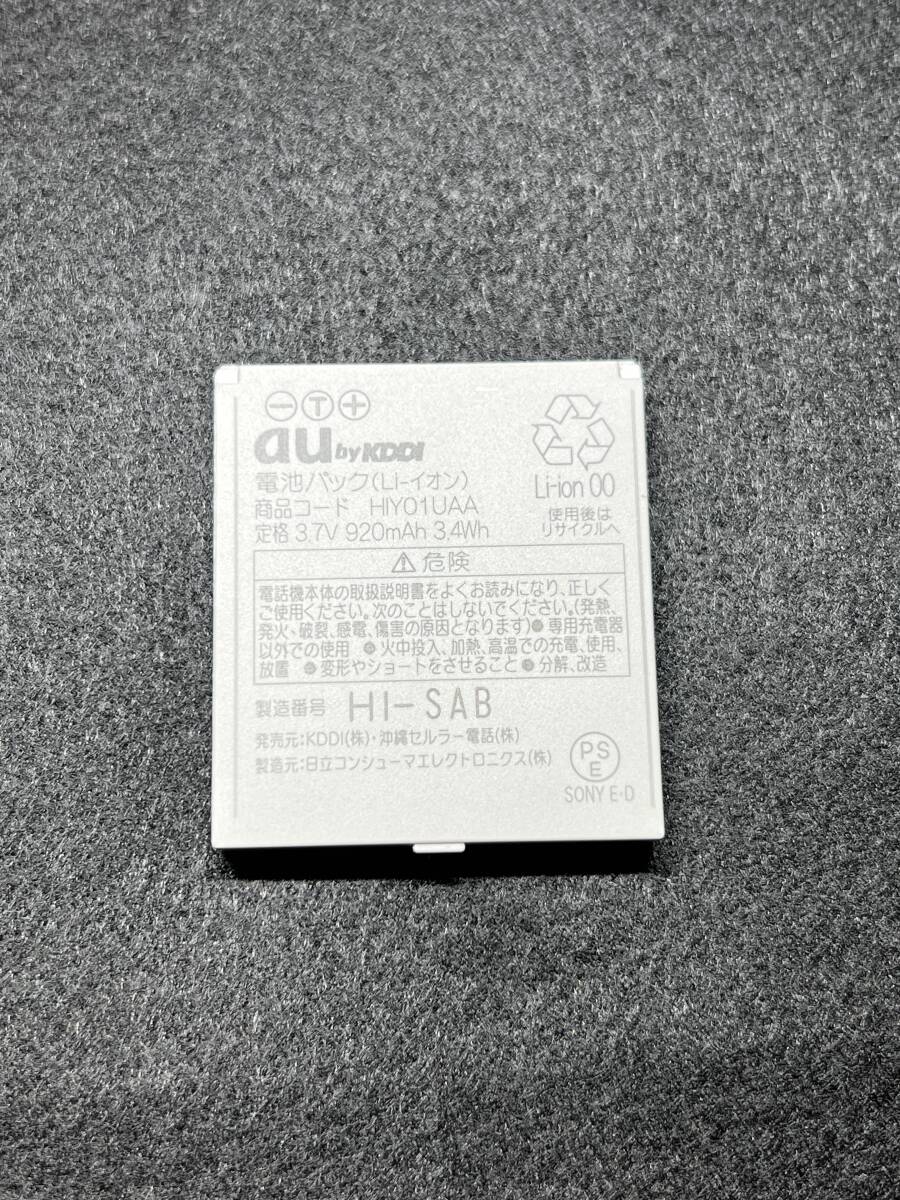 − T +
au by KDDI
電池パック(Li-イオン)
商品コード HIY01UAA
定格 3.7V 920mAh 3.4Wh
Li-ion 00
使用後は
リサイクルへ
⚠危険
電話機本体の取扱説明書をよくお読みになり、正しく
ご使用ください。次のことはしないでください。(発熱、
発火、破裂、感電、傷害の原因となります)● 専用充電器
以外での使用 ● 火中投入、加熱、高温での充電、使用、
放置 ● 変形やショートをさせること ● 分解、改造
製造番号 HI-SAB
発売元:KDDI(株)・沖縄セルラー電話(株)
製造元:日立コンシューマエレクトロニクス(株)
PS
E
SONY E・D